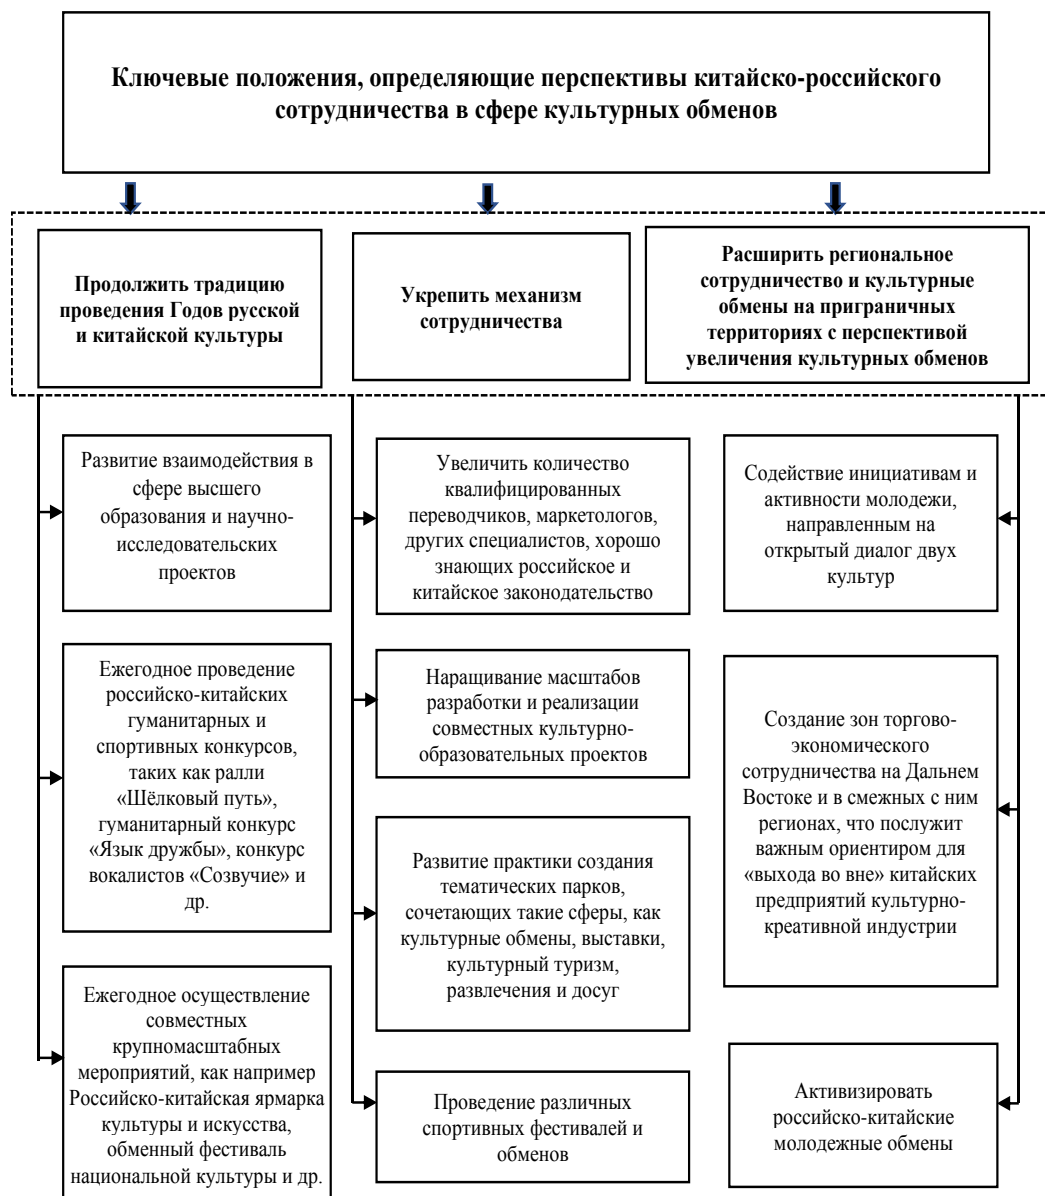 Ключевые положения, определяющие перспективы китайско-российского
сотрудничества в сфере культурных обменов
Продолжить традицию
проведения Годов русской
и китайской культуры
Укрепить механизм
сотрудничества
Расширить региональное
сотрудничество и культурные
обмены на приграничных
территориях с перспективой
увеличения культурных обменов
Развитие взаимодействия в
сфере высшего
образования и научно-
исследовательских
проектов
Ежегодное проведение
российско-китайских
гуманитарных и
спортивных конкурсов,
таких как ралли
«Шёлковый путь»,
гуманитарный конкурс
«Язык дружбы», конкурс
вокалистов «Созвучие» и
др.
Ежегодное осуществление
совместных
крупномасштабных
мероприятий, как например
Российско-китайская ярмарка
культуры и искусства,
обменный фестиваль
национальной культуры и др.
Увеличить количество
квалифицированных
переводчиков, маркетологов,
других специалистов, хорошо
знающих российское и
китайское законодательство
Наращивание масштабов
разработки и реализации
совместных культурно-
образовательных проектов
Развитие практики создания
тематических парков,
сочетающих такие сферы, как
культурные обмены, выставки,
культурный туризм,
развлечения и досуг
Проведение различных
спортивных фестивалей и
обменов
Содействие инициативам и
активности молодежи,
направленным на
открытый диалог двух
культур
Создание зон торгово-
экономического
сотрудничества на Дальнем
Востоке и в смежных с ним
регионах, что послужит
важным ориентиром для
«выхода во вне» китайских
предприятий культурно-
креативной индустрии
Активизировать
российско-китайские
молодежные обмены